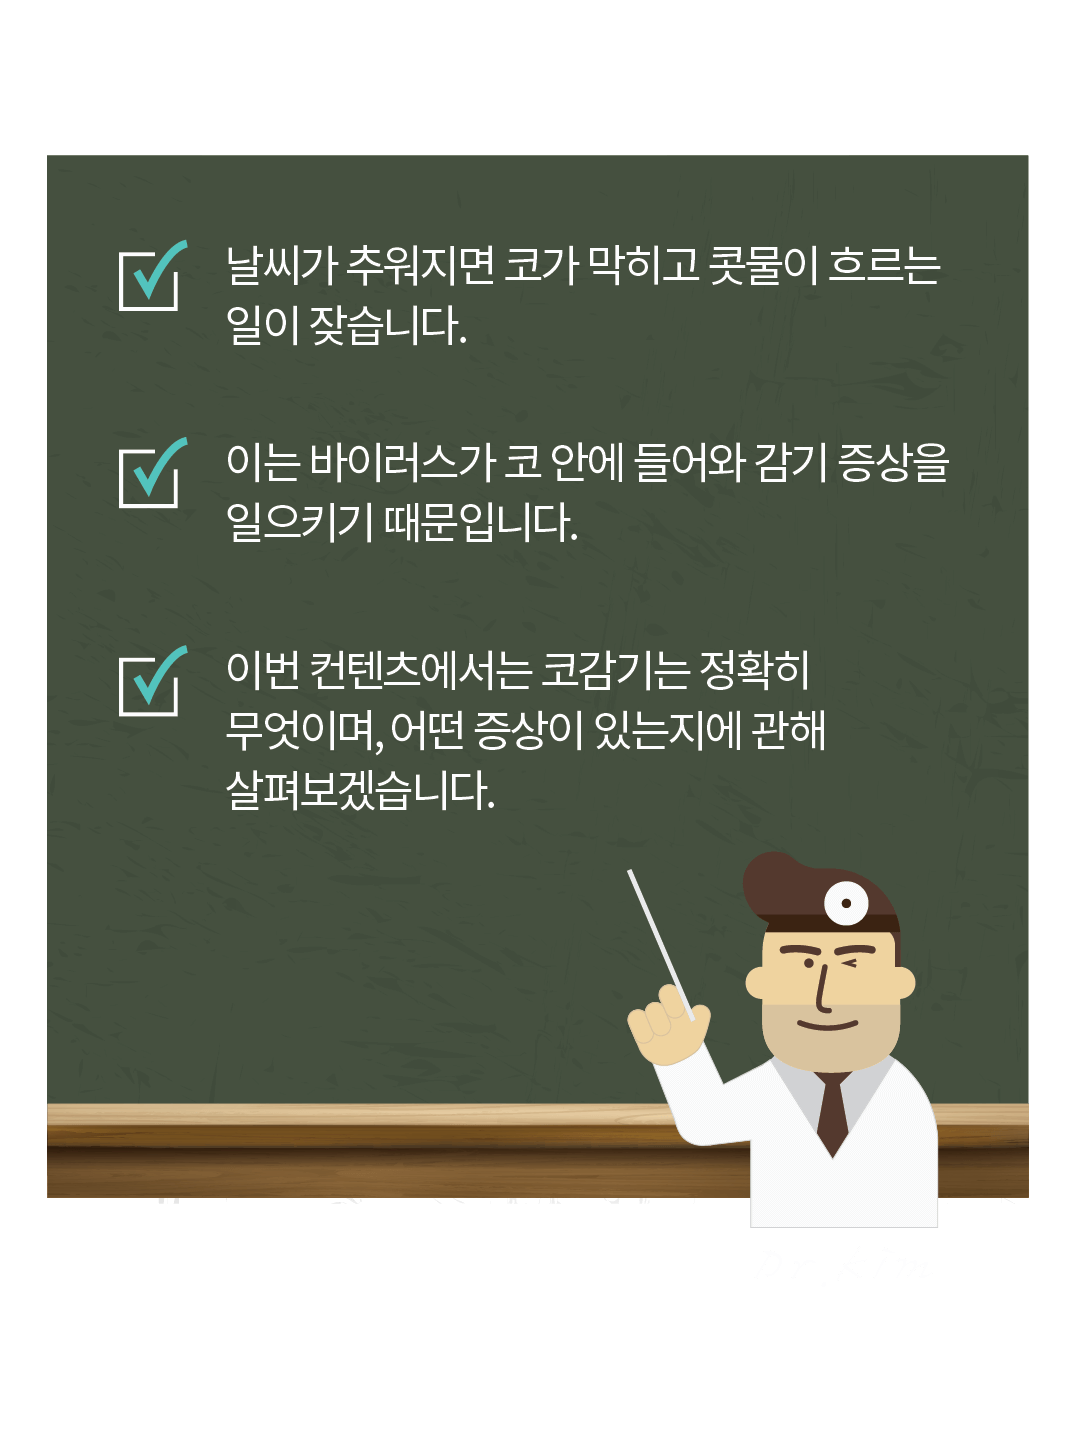 날씨가 추워지면 코가 막히고 콧물이 흐르는
일이 잦습니다.
이는 바이러스가 코 안에 들어와 감기 증상을
일으키기 때문입니다.
이번 컨텐츠에서는 코감기는 정확히
무엇이며, 어떤 증상이 있는지에 관해
살펴보겠습니다.